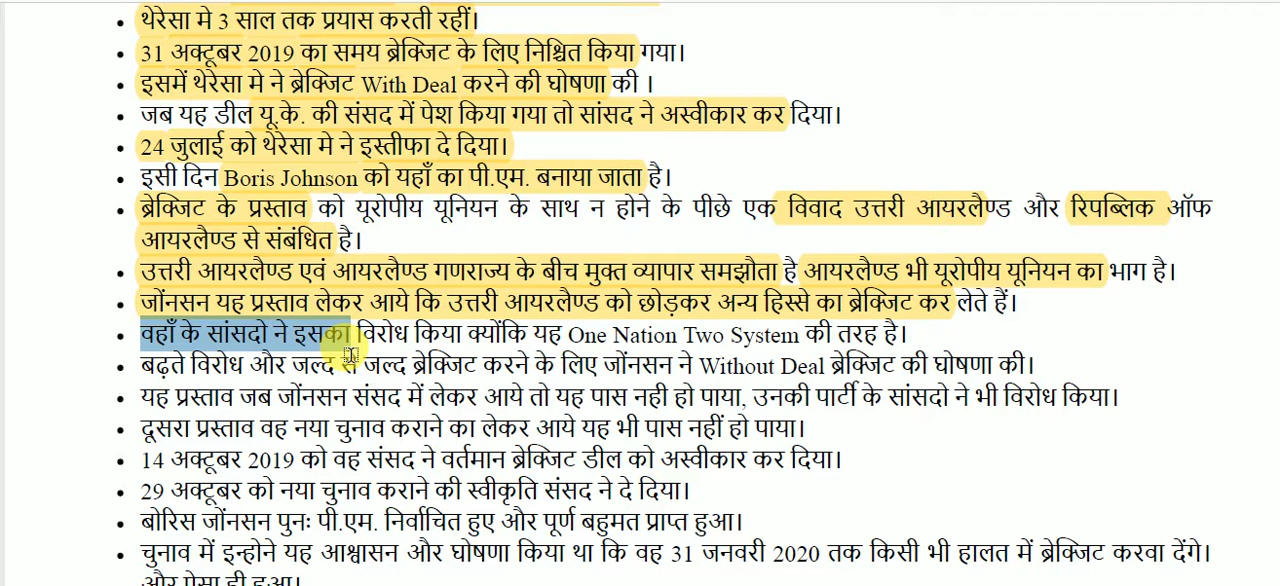 • थेरेसा मे 3 साल तक प्रयास करती रहीं।
• 31 अक्टूबर 2019 का समय ब्रेक्जिट के लिए निश्चित किया गया।
• इसमें थेरेसा मे ने ब्रेक्जिट With Deal करने की घोषणा की ।
• जब यह डील यू.के. की संसद में पेश किया गया तो सांसद ने अस्वीकार कर दिया।
• 24 जुलाई को थेरेसा मे ने इस्तीफा दे दिया।
• इसी दिन Boris Johnson को यहाँ का पी.एम. बनाया जाता है।
• ब्रेक्जिट के प्रस्ताव को यूरोपीय यूनियन के साथ न होने के पीछे एक विवाद उत्तरी आयरलैण्ड और रिपब्लिक ऑफ
आयरलैण्ड से संबंधित है।
• उत्तरी आयरलैण्ड एवं आयरलैण्ड गणराज्य के बीच मुक्त व्यापार समझौता है आयरलैण्ड भी यूरोपीय यूनियन का भाग है।
• जोंनसन यह प्रस्ताव लेकर आये कि उत्तरी आयरलैण्ड को छोड़कर अन्य हिस्से का ब्रेक्जिट कर लेते हैं।
• वहाँ के सांसदो ने इसका विरोध किया क्योंकि यह One Nation Two System की तरह है।
• बढ़ते विरोध और जल्द से जल्द ब्रेक्जिट करने के लिए जोंनसन ने Without Deal ब्रेक्जिट की घोषणा की।
• यह प्रस्ताव जब जोंनसन संसद में लेकर आये तो यह पास नही हो पाया, उनकी पार्टी के सांसदो ने भी विरोध किया।
• दूसरा प्रस्ताव वह नया चुनाव कराने का लेकर आये यह भी पास नहीं हो पाया।
• 14 अक्टूबर 2019 को वह संसद ने वर्तमान ब्रेक्जिट डील को अस्वीकार कर दिया।
• 29 अक्टूबर को नया चुनाव कराने की स्वीकृति संसद ने दे दिया।
• बोरिस जोंनसन पुनः पी.एम. निर्वाचित हुए और पूर्ण बहुमत प्राप्त हुआ।
• चुनाव में इन्होने यह आश्वासन और घोषणा किया था कि वह 31 जनवरी 2020 तक किसी भी हालत में ब्रेक्जिट करवा देंगे।
और ऐसा ही हुआ।